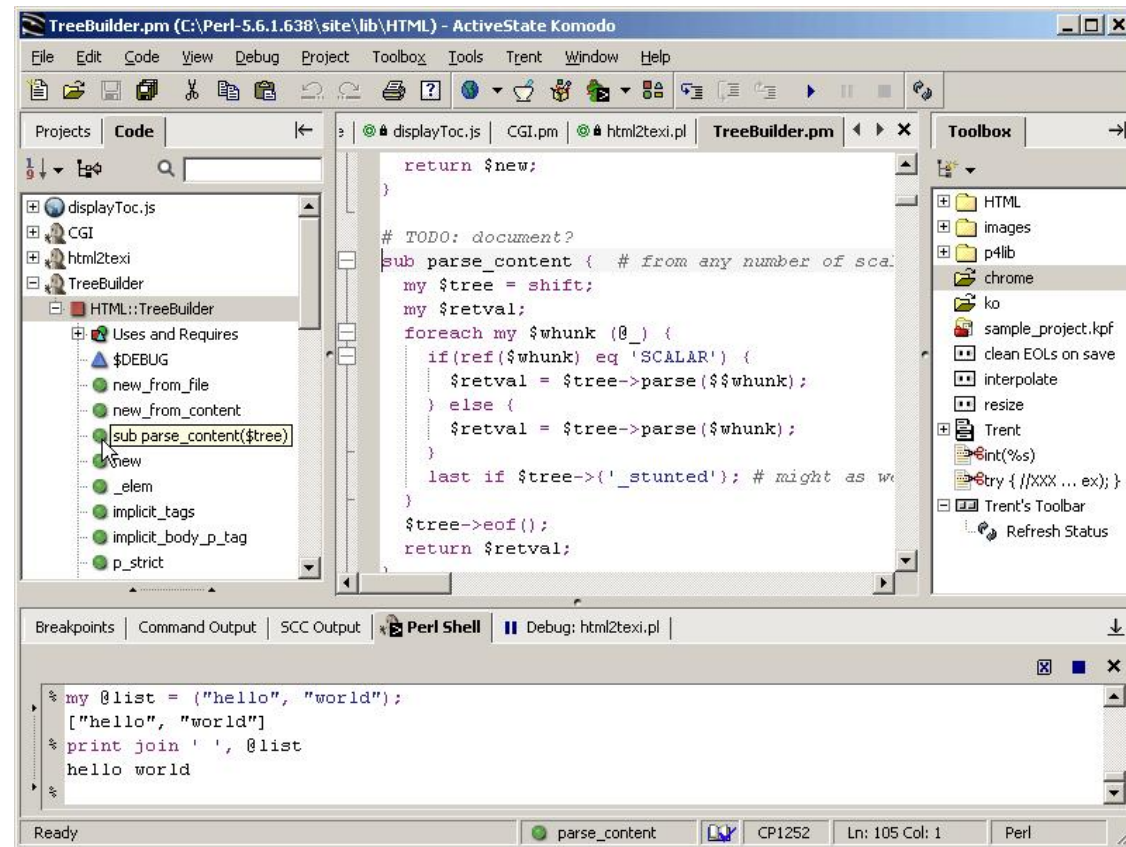 TreeBuilder.pm (C:\Perl-5.6.1.638\site\lib\HTML) - ActiveState Komodo
File Edit Code View Debug Project Toolbox Tools Trent Window Help
Projects Code
displayToc.js
CGI
html2texi
TreeBuilder
HTML::TreeBuilder
Uses and Requires
$DEBUG
new_from_file
new_from_content
sub parse_content($tree)
new
_elem
implicit_tags
implicit_body_p_tag
p_strict
e displayToc.js CGI.pm html2texi.pl TreeBuilder.pm
return $new;
}
# TODO: document?
sub parse_content { # from any number of sca
my $tree = shift;
my $retval;
foreach my $whunk (@_) {
if(ref($whunk) eq 'SCALAR') {
$retval = $tree->parse($$whunk);
} else {
$retval = $tree->parse($whunk);
}
last if $tree->{'_stunted'}; # might as we
}
$tree->eof();
return $retval;
Toolbox
HTML
images
p4lib
chrome
ko
sample_project.kpf
clean EOLs on save
interpolate
resize
Trent
int(%s)
try { //XXX ... ex); }
Trent's Toolbar
Refresh Status
Breakpoints Command Output SCC Output Perl Shell Debug: html2texi.pl
% my @list = ("hello", "world");
["hello", "world"]
% print join ' ', @list
hello world
%
Ready parse_content CP1252 Ln: 105 Col: 1 Perl